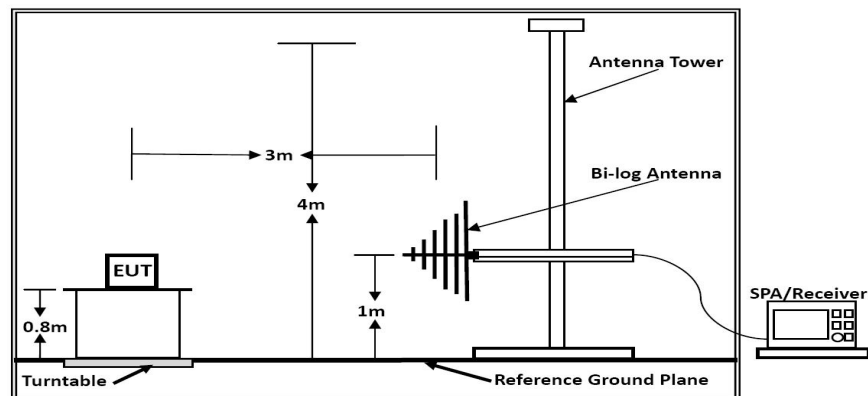 Antenna Tower
3m
Bi-log Antenna
4m
EUT
SPA/Receiver
0.8m
1m
Turntable
Reference Ground Plane